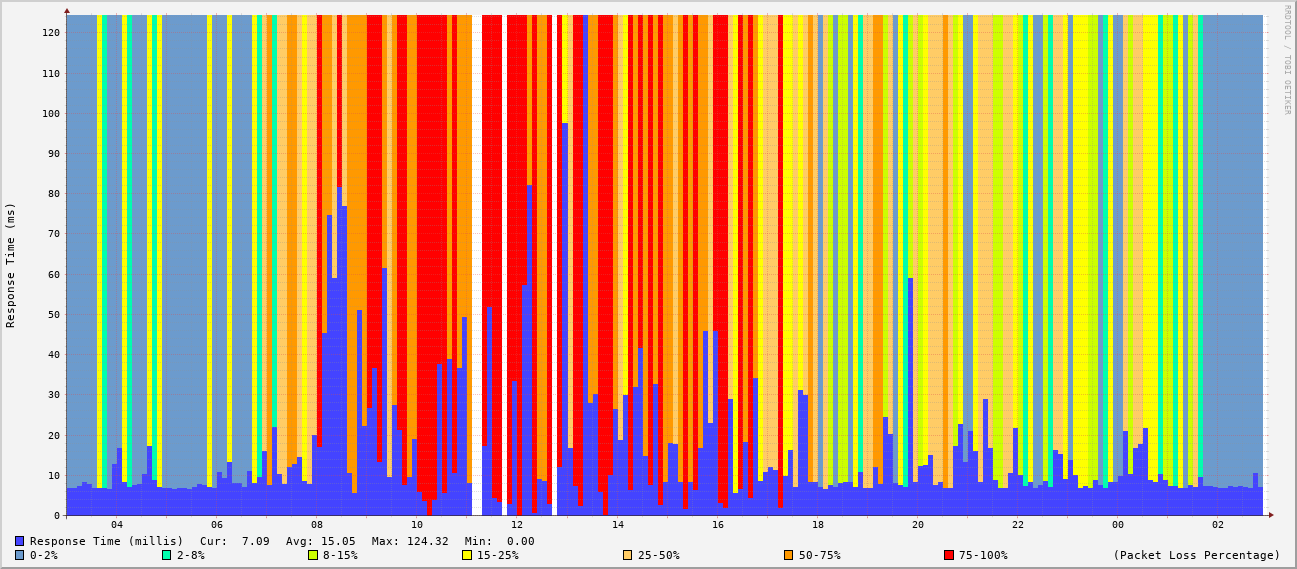 RRDTOOL / TOBI OETIKER
Response Time (ms)
120
110
100
90
80
70
60
50
40
30
20
10
0
04 06 08 10 12 14 16 18 20 22 00 02
Response Time (millis) Cur: 7.09 Avg: 15.05 Max: 124.32 Min: 0.00
0-2% 2-8% 8-15% 15-25% 25-50% 50-75% 75-100% (Packet Loss Percentage)